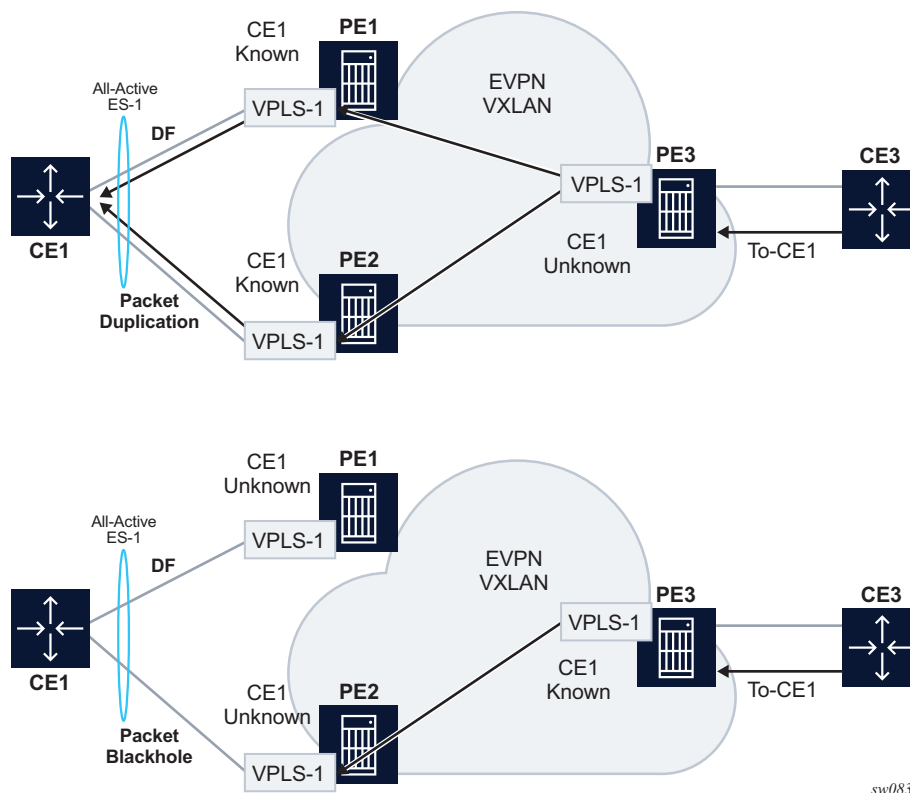 CE1
Known
PE1
All-Active
ES-1
DF
VPLS-1
EVPN
VXLAN
PE3
CE3
VPLS-1
CE1
CE1
Known
PE2
CE1
Unknown
To-CE1
Packet
Duplication
VPLS-1
CE1
Unknown
PE1
All-Active
ES-1
DF
VPLS-1
EVPN
VXLAN
PE3
CE3
VPLS-1
CE1
CE1
Unknown
PE2
CE1
Known
To-CE1
Packet
Blackhole
VPLS-1
sw083